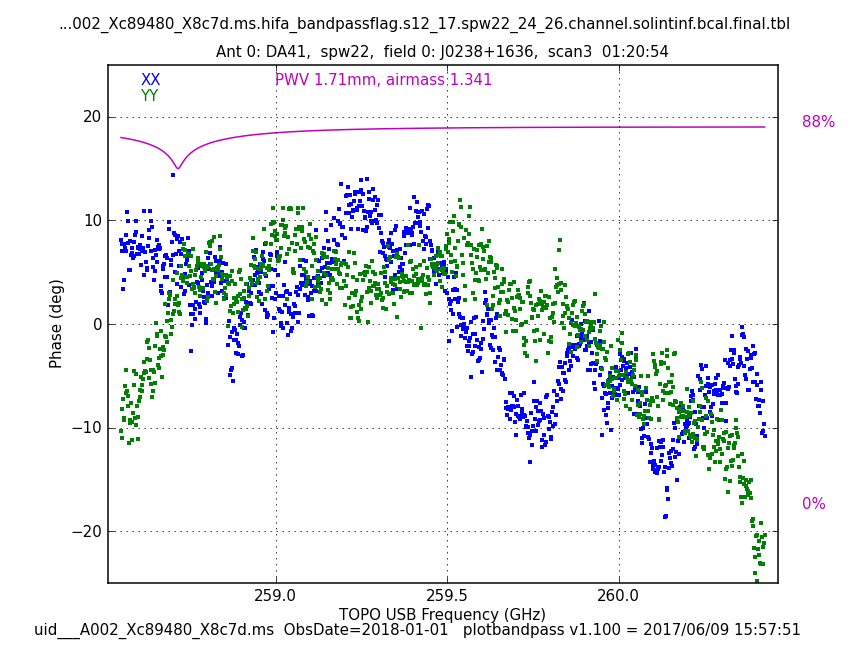 ...002_Xc89480_X8c7d.ms.hifa_bandpassflag.s12_17.spw22_24_26.channel.solintinf.bcal.final.tbl
Ant 0: DA41, spw22, field 0: J0238+1636, scan3 01:20:54
XX
PWV 1.71mm, airmass 1.341
YY
20
88%
10
0
Phase (deg)
−10
0%
−20
259.0
259.5
260.0
TOPO USB Frequency (GHz)
uid___A002_Xc89480_X8c7d.ms ObsDate=2018-01-01 plotbandpass v1.100 = 2017/06/09 15:57:51